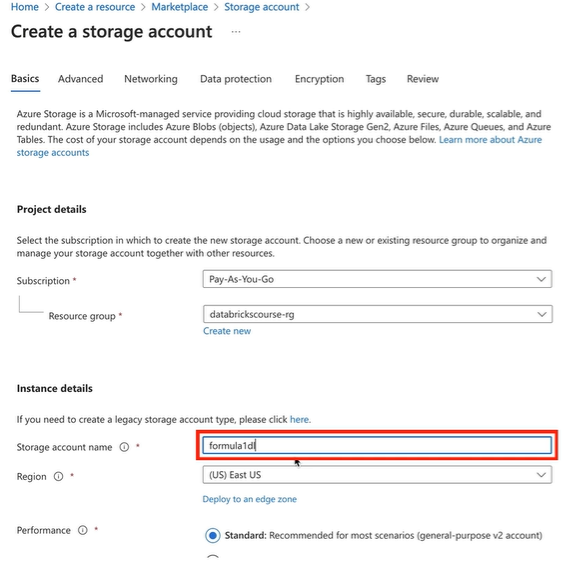 Home > Create a resource > Marketplace > Storage account >
Create a storage account ...
Basics Advanced Networking Data protection Encryption Tags Review
Azure Storage is a Microsoft-managed service providing cloud storage that is highly available, secure, durable, scalable, and
redundant. Azure Storage includes Azure Blobs (objects), Azure Data Lake Storage Gen2, Azure Files, Azure Queues, and Azure
Tables. The cost of your storage account depends on the usage and the options you choose below. Learn more about Azure
storage accounts
Project details
Select the subscription in which to create the new storage account. Choose a new or existing resource group to organize and
manage your storage account together with other resources.
Subscription * Pay-As-You-Go
Resource group * databrickscourse-rg
Create new
Instance details
If you need to create a legacy storage account type, please click here.
Storage account name * formula1dl
Region * (US) East US
Deploy to an edge zone
Performance * Standard: Recommended for most scenarios (general-purpose v2 account)